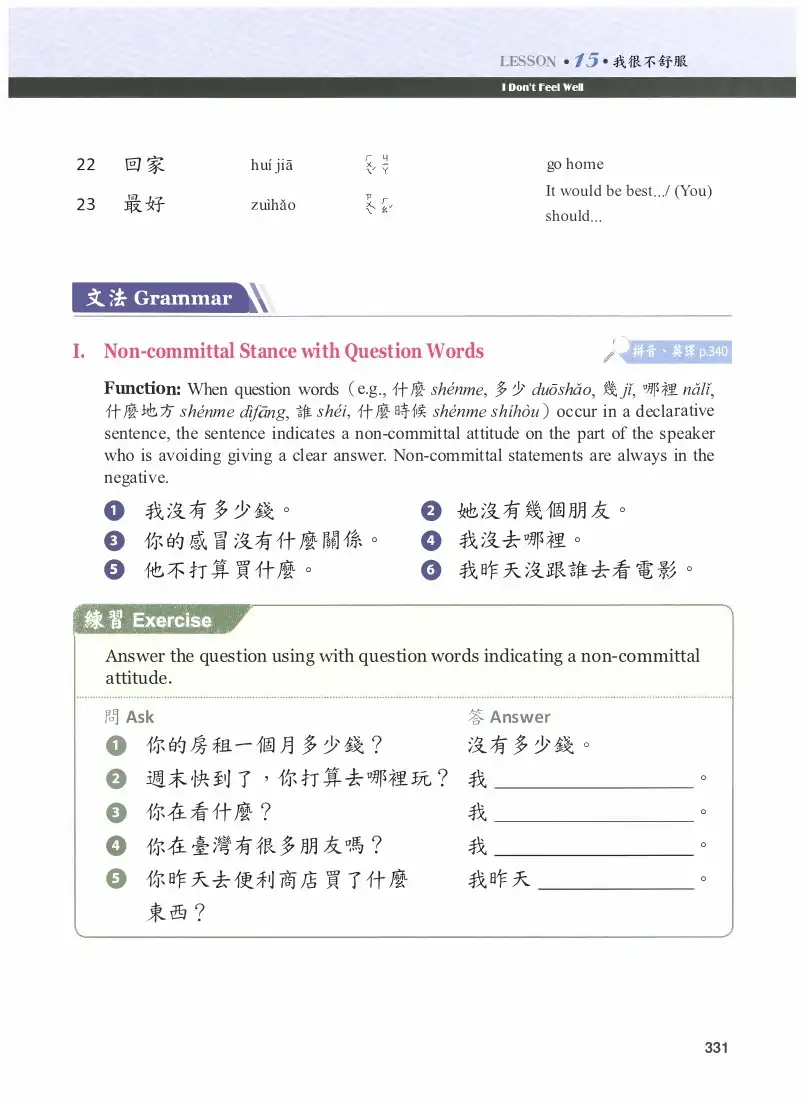 LESSON • 15 • 我很不舒服
I Don't Feel Well
22 回家 huí jiā ㄏㄨㄟˊ ㄐㄧㄚ go home
23 最好 zuìhǎo ㄗㄨㄟˋ ㄏㄠˇ It would be best.../ (You)
should...
文法 Grammar
I. Non-committal Stance with Question Words
拼音、英譯 p.340
Function: When question words（e.g., 什麼 shénme, 多少 duōshǎo, 幾 jǐ, 哪裡 nǎlǐ,
什麼地方 shénme dìfāng, 誰 shéi, 什麼時候 shénme shíhòu）occur in a declarative
sentence, the sentence indicates a non-committal attitude on the part of the speaker
who is avoiding giving a clear answer. Non-committal statements are always in the
negative.
1 我沒有多少錢。 2 她沒有幾個朋友。
3 你的感冒沒有什麼關係。 4 我沒去哪裡。
5 他不打算買什麼。 6 我昨天沒跟誰去看電影。
練習 Exercise
Answer the question using with question words indicating a non-committal
attitude.
問 Ask 答 Answer
1 你的房租一個月多少錢？ 沒有多少錢。
2 週末快到了，你打算去哪裡玩？ 我 ____________________。
3 你在看什麼？ 我 ____________________。
4 你在臺灣有很多朋友嗎？ 我 ____________________。
5 你昨天去便利商店買了什麼 我昨天 ________________。
東西？
331